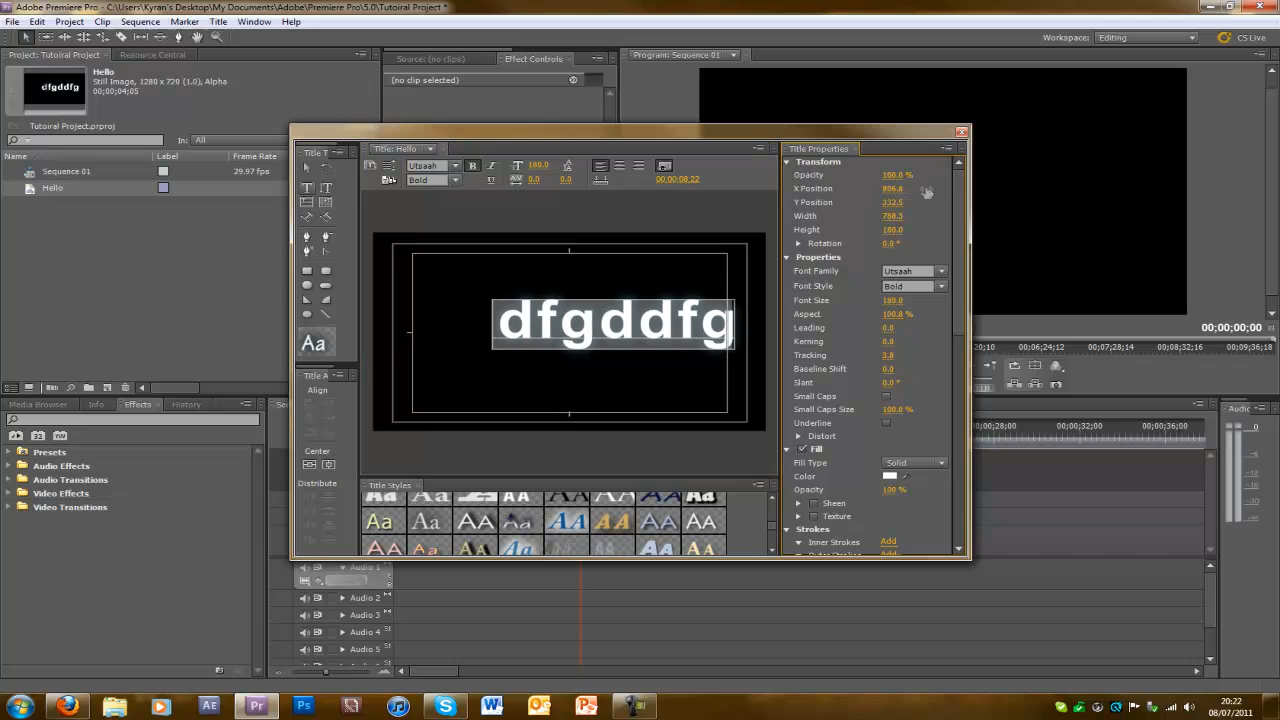 Adobe Premiere Pro - C:\Users\Kyran's Desktop\My Documents\Adobe\Premiere Pro\5.0\Tutoiral Project *
File Edit Project Clip Sequence Marker Title Window Help
Workspace: Editing CS Live
Project: Tutoiral Project Resource Central
Source: (no clips) Effect Controls
Program: Sequence 01
Hello
Still Image, 1280 x 720 (1.0), Alpha
00;00;04;05
dfgddfg
(no clip selected)
Tutoiral Project.prproj
In: All
Name Label Frame Rate
Sequence 01 29.97 fps
Hello
Title: Hello
Title Properties
Title T
Utsaah
Bold
180.0
0.0 0.0
00;00;08;22
dfgddfg
Aa
Title A
Align
Center
Distribute
Title Styles
Transform
Opacity 100.0 %
X Position 806.8
Y Position 332.5
Width 788.3
Height 180.0
Rotation 0.0 °
Properties
Font Family Utsaah
Font Style Bold
Font Size 180.0
Aspect 100.8 %
Leading 0.0
Kerning 0.0
Tracking 3.8
Baseline Shift 0.0
Slant 0.0 °
Small Caps
Small Caps Size 100.0 %
Underline
Distort
Fill
Fill Type Solid
Color
Opacity 100 %
Sheen
Texture
Strokes
Inner Strokes Add
00;00;00;00
00;06;24;10 00;07;28;14 00;08;32;16 00;09;36
Media Browser Info Effects History
Presets
Audio Effects
Audio Transitions
Video Effects
Video Transitions
Audio
00;00;28;00 00;00;32;00 00;00;36;00
0
Audio 1
Audio 2
Audio 3
Audio 4
Audio 5
20:22
08/07/2011